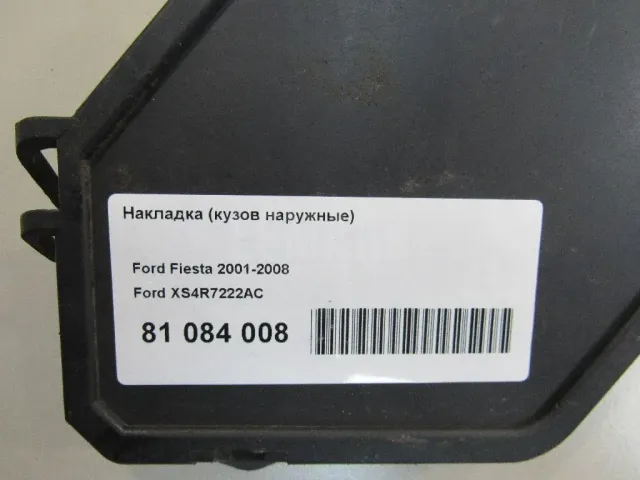 Накладка (кузов наружные)
Ford Fiesta 2001-2008
Ford XS4R7222AC
81 084 008